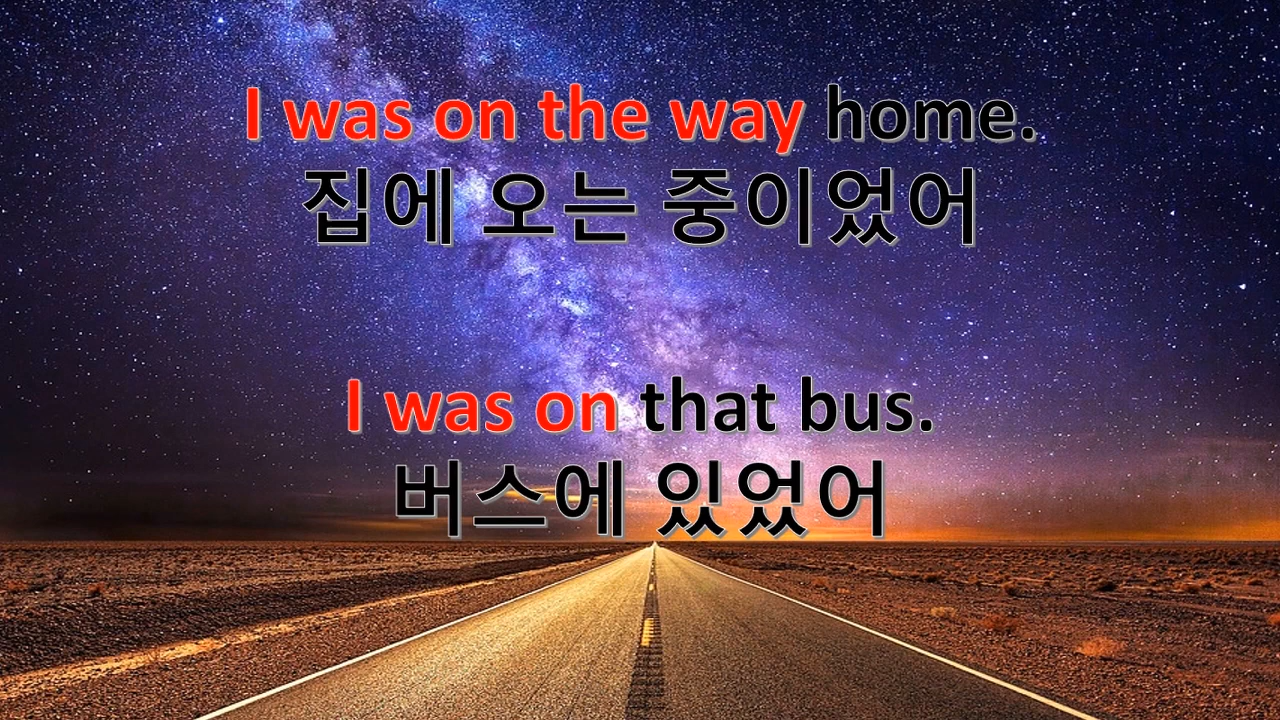 I was on the way home.
집에 오는 중이었어
I was on that bus.
버스에 있었어